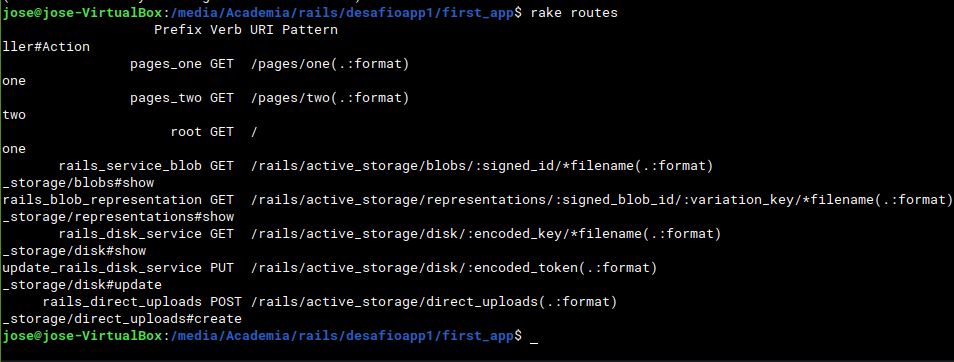 jose@jose-VirtualBox:/media/Academia/rails/desafioapp1/first_app$ rake routes
Prefix Verb URI Pattern
ller#Action
pages_one GET /pages/one(.:format)
one
pages_two GET /pages/two(.:format)
two
root GET /
one
rails_service_blob GET /rails/active_storage/blobs/:signed_id/*filename(.:format)
_storage/blobs#show
rails_blob_representation GET /rails/active_storage/representations/:signed_blob_id/:variation_key/*filename(.:format)
_storage/representations#show
rails_disk_service GET /rails/active_storage/disk/:encoded_key/*filename(.:format)
_storage/disk#show
update_rails_disk_service PUT /rails/active_storage/disk/:encoded_token(.:format)
_storage/disk#update
rails_direct_uploads POST /rails/active_storage/direct_uploads(.:format)
_storage/direct_uploads#create
jose@jose-VirtualBox:/media/Academia/rails/desafioapp1/first_app$ _